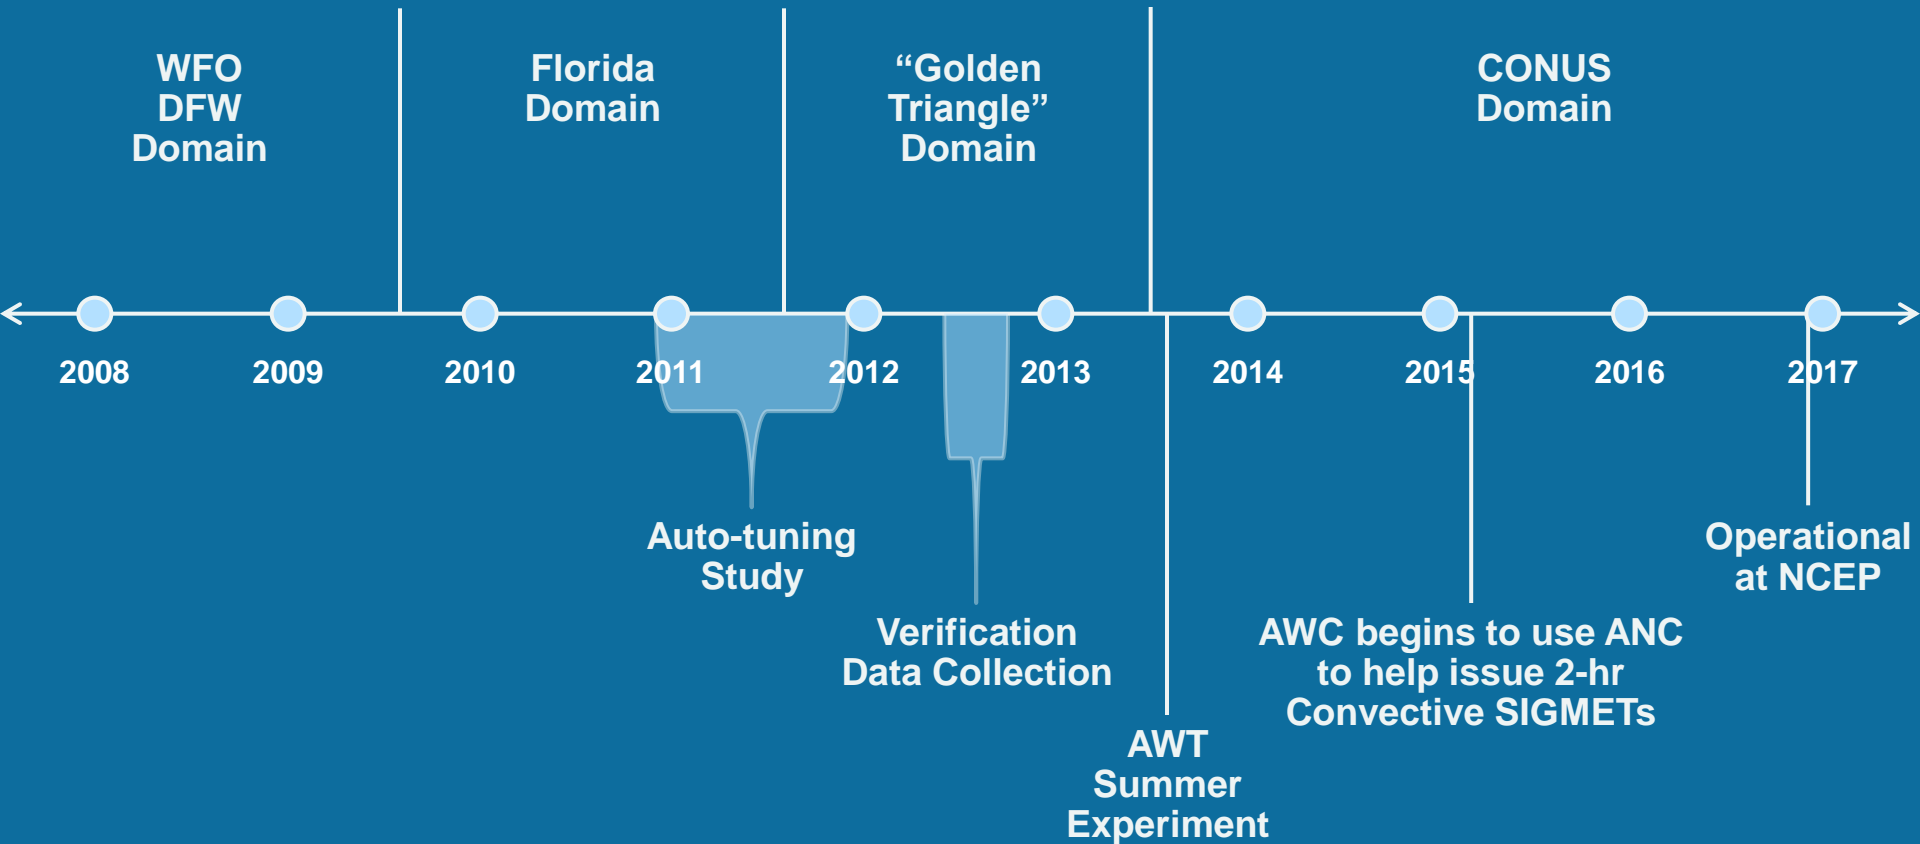 WFO
DFW
Domain
Florida
Domain
“Golden
Triangle”
Domain
CONUS
Domain
2008
2009
2010
2011
2012
2013
2014
2015
2016
2017
Auto-tuning
Study
Verification
Data Collection
AWT
Summer
Experiment
AWC begins to use ANC
to help issue 2-hr
Convective SIGMETs
Operational
at NCEP